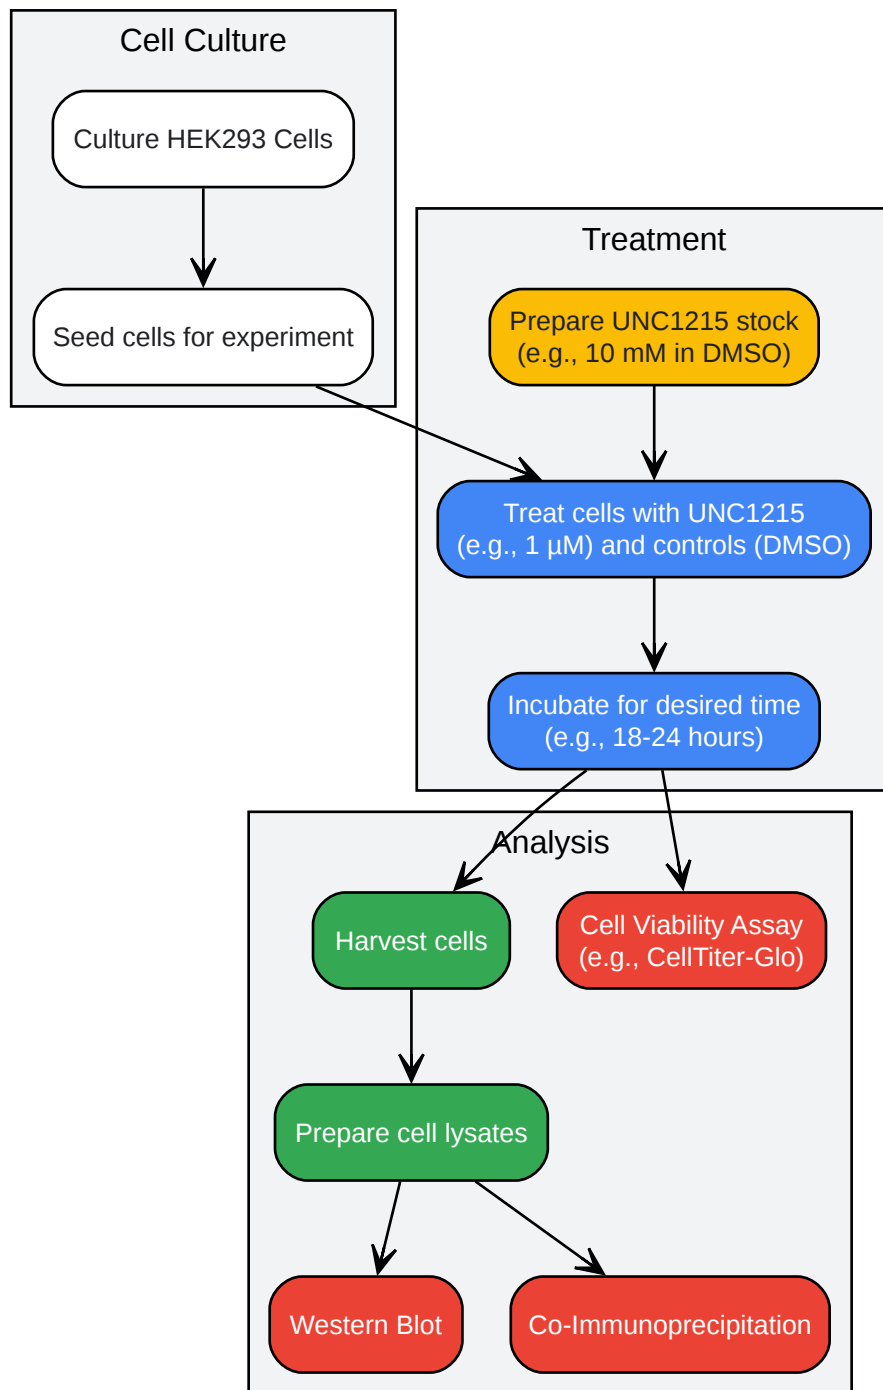 Cell Culture
Culture HEK293 Cells
Seed cells for experiment
Treatment
Prepare UNC1215 stock
(e.g., 10 mM in DMSO)
Treat cells with UNC1215
(e.g., 1 µM) and controls (DMSO)
Incubate for desired time
(e.g., 18-24 hours)
Analysis
Harvest cells
Cell Viability Assay
(e.g., CellTiter-Glo)
Prepare cell lysates
Western Blot
Co-Immunoprecipitation